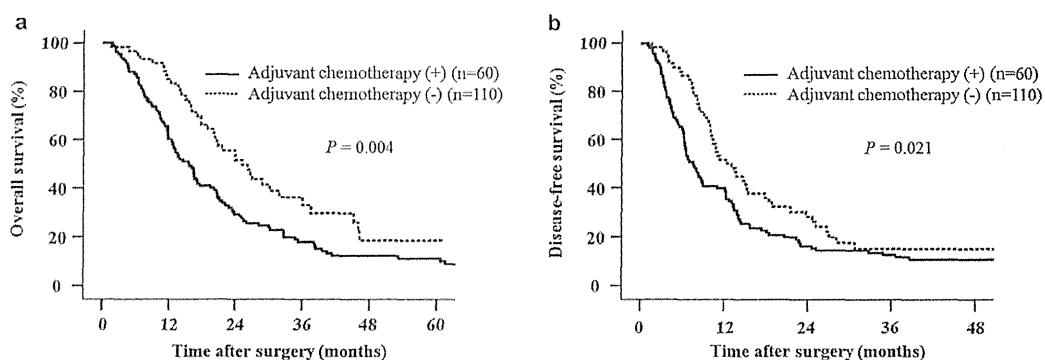 a
Overall survival (%)
100
80
60
40
20
0
Adjuvant chemotherapy (+) (n=60)
Adjuvant chemotherapy (-) (n=110)
P = 0.004
0 12 24 36 48 60
Time after surgery (months)
b
Disease-free survival (%)
100
80
60
40
20
0
Adjuvant chemotherapy (+) (n=60)
Adjuvant chemotherapy (-) (n=110)
P = 0.021
0 12 24 36 48
Time after surgery (months)